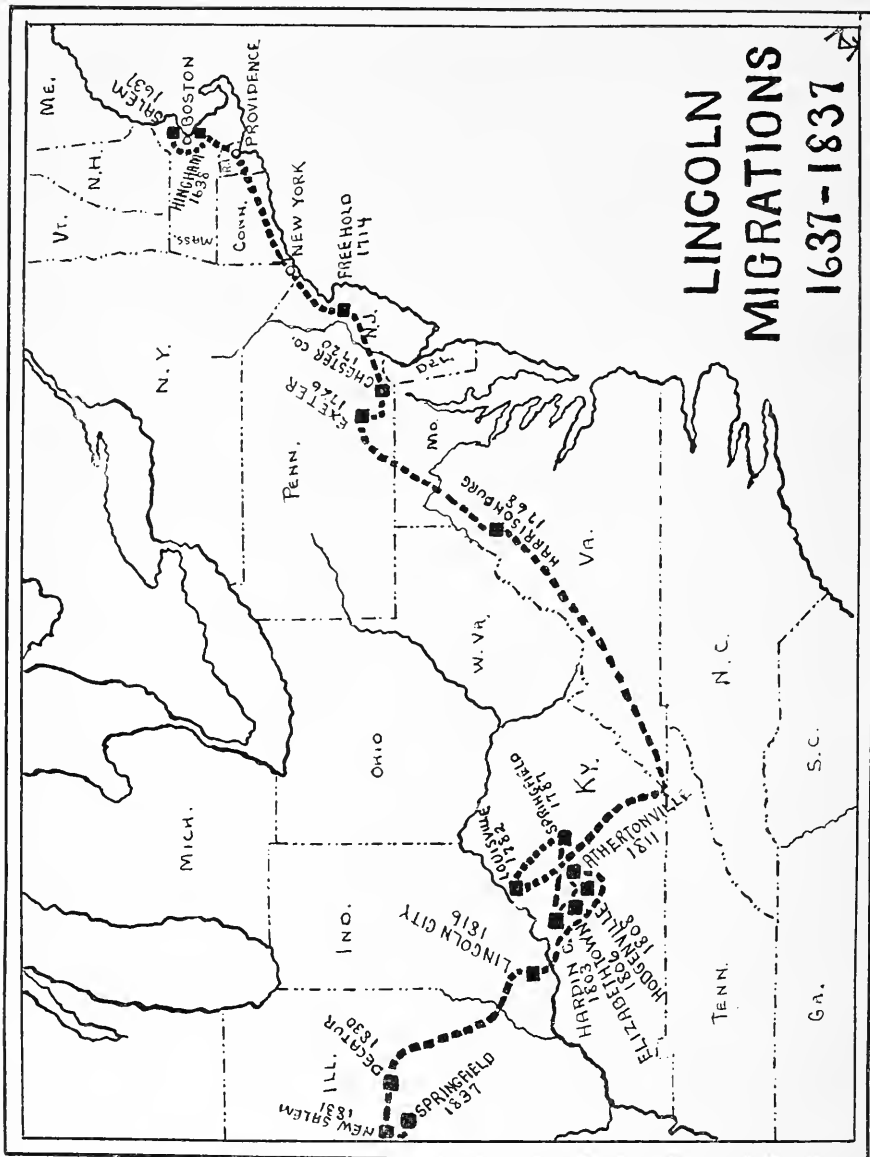 LINCOLN
MIGRATIONS
1637-1837
ME.
VT.
N.H.
SALEM
1637
BOSTON
HINGHAM
1638
PROVIDENCE
MASS.
R.I.
CONN.
NEW YORK
FREEHOLD
1714
N.Y.
N.J.
CHESTER CO.
1720
EXETER
1746
PENN.
DEL.
MD.
HARRISONBURG
1768
VA.
W. VA.
N.C.
S.C.
MICH.
OHIO
IND.
KY.
SPRINGFIELD
1787
LOUISVILLE
1782
ATHERTONVILLE
1811
LINCOLN CITY
1816
HARDIN C.
1803
ELIZABETHTOWN
1806
HODGENVILLE
1808
TENN.
GA.
ILL.
DECATUR
1830
NEW SALEM
1831
SPRINGFIELD
1837